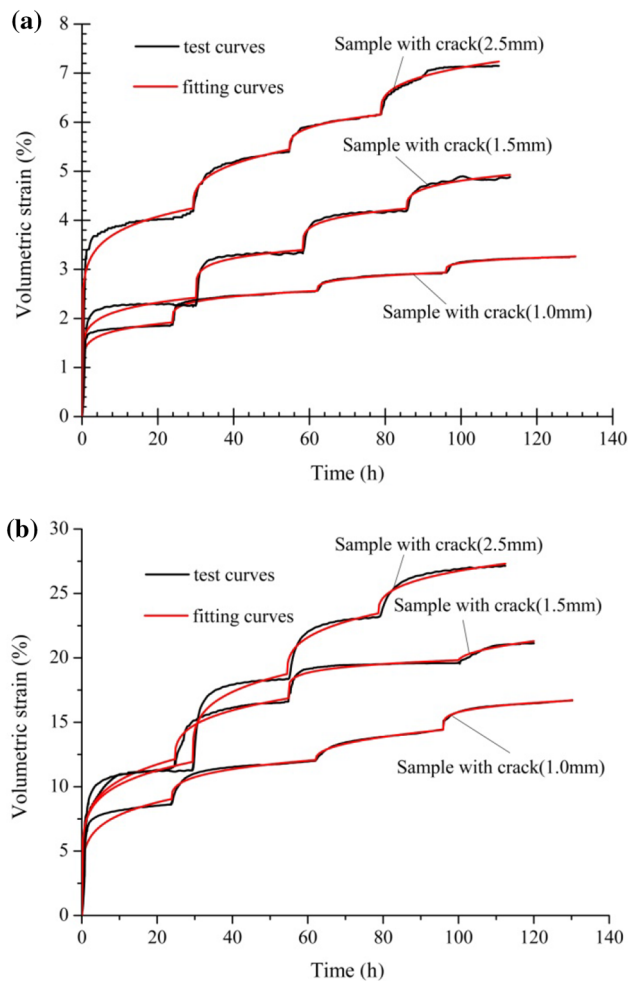 (a)
8
7
6
5
4
3
2
1
0
Volumetric strain (%)
test curves
fitting curves
Sample with crack(2.5mm)
Sample with crack(1.5mm)
Sample with crack(1.0mm)
0 20 40 60 80 100 120 140
Time (h)
(b)
30
25
20
15
10
5
0
Volumetric strain (%)
test curves
fitting curves
Sample with crack(2.5mm)
Sample with crack(1.5mm)
Sample with crack(1.0mm)
0 20 40 60 80 100 120 140
Time (h)